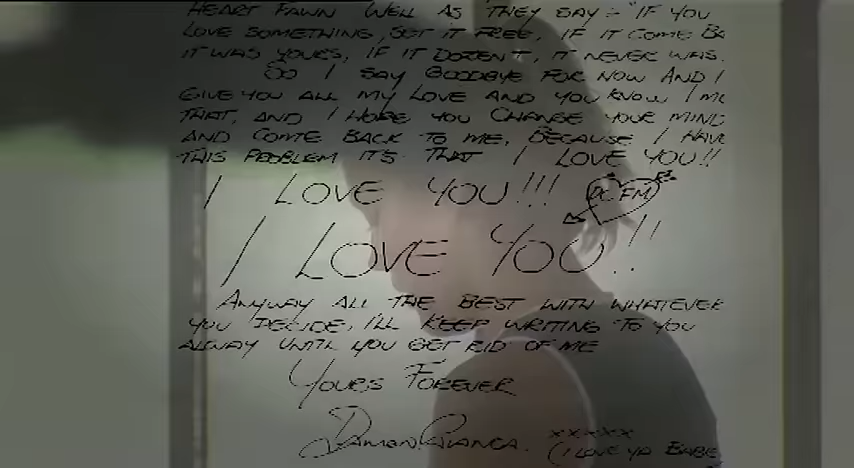 HEART FAWN WELL AS THEY SAY :- "IF YOU
LOVE SOMETHING, SET IT FREE, IF IT COME BA
IT WAS YOURS, IF IT DOZEN'T, IT NEVER WAS.
SO I SAY GOODBYE FOR NOW AND I
GIVE YOU ALL MY LOVE AND YOU KNOW I
THAT, AND I HOPE YOU CHANGE YOUR MIND
AND COME BACK TO ME, BECAUSE I HAVE
THIS PROBLEM IT'S THAT I LOVE YOU!!
I LOVE YOU!!!
I LOVE YOU!!
ANYWAY ALL THE BEST WITH WHATEVER
YOU DECIDE, I'LL KEEP WRITING TO YOU
ALWAY UNTIL YOU GET RID OF ME
YOURS FOREVER
xxxxx
(I LOVE YA BABE